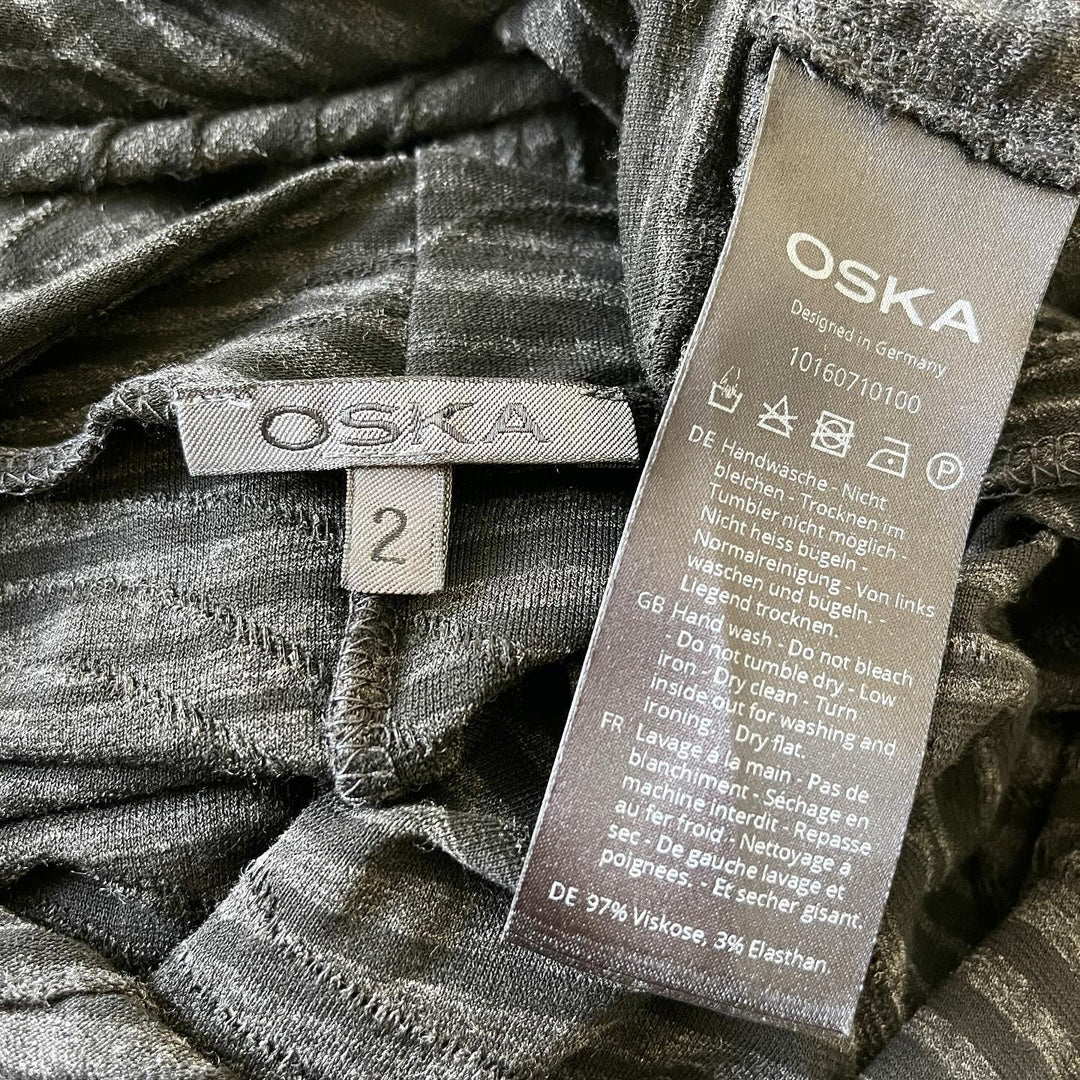 OSKA
2
OSKA
Designed in Germany
10160710100
P
DE Handwäsche - Nicht
bleichen - Trocknen im
Tumbler nicht möglich -
Nicht heiss bügeln -
Normalreinigung - Von links
waschen und bügeln. -
Liegend trocknen.
GB Hand wash - Do not bleach
- Do not tumble dry - Low
iron - Dry clean - Turn
inside out for washing and
ironing. - Dry flat.
FR Lavage à la main - Pas de
blanchiment - Séchage en
machine interdit - Repasse
au fer froid - Nettoyage a
sec - De gauche lavage et
poignees. - Et secher gisant.
DE 97% Viskose, 3% Elasthan.